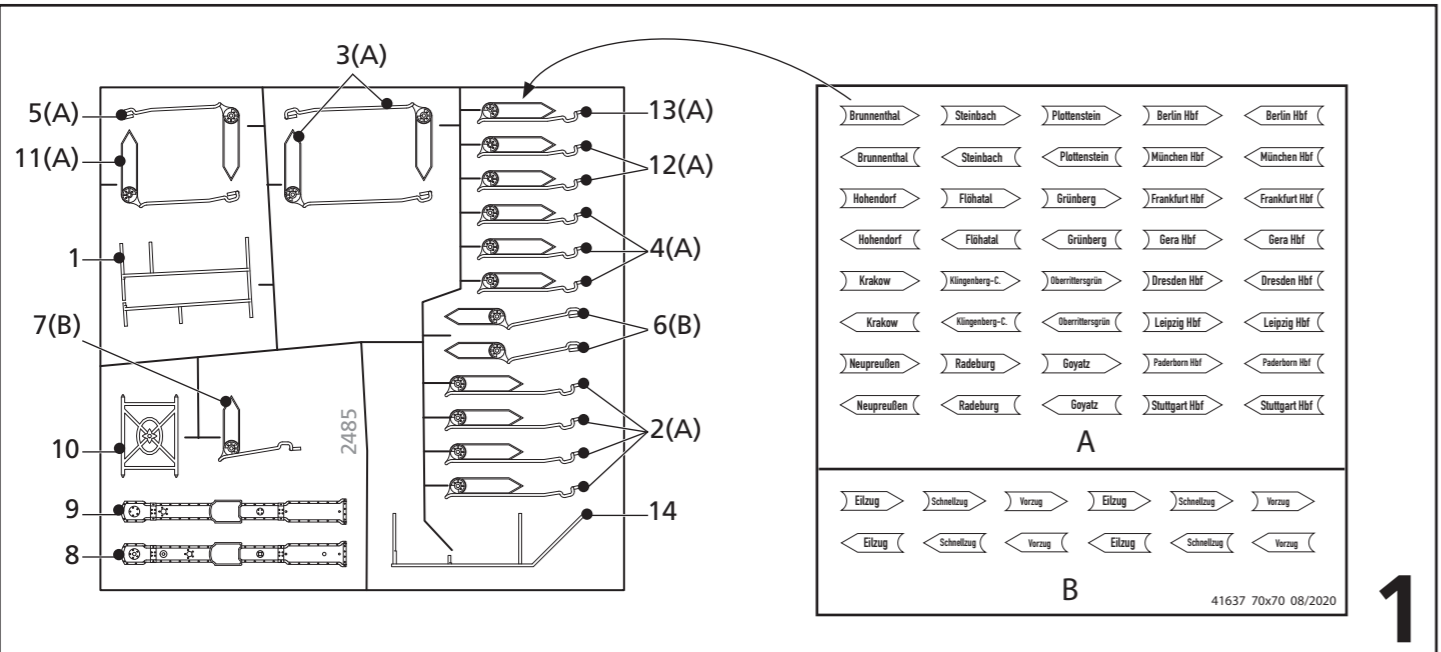 3(A)
5(A)
13(A)
11(A)
12(A)
4(A)
1
7(B)
6(B)
2485
10
2(A)
9
14
8
Brunnenthal Steinbach Plottenstein Berlin Hbf Berlin Hbf
Brunnenthal Steinbach Plottenstein München Hbf München Hbf
Hohendorf Flöhatal Grünberg Frankfurt Hbf Frankfurt Hbf
Hohendorf Flöhatal Grünberg Gera Hbf Gera Hbf
Krakow Klingenberg-C. Oberrittersgrün Dresden Hbf Dresden Hbf
Krakow Klingenberg-C. Oberrittersgrün Leipzig Hbf Leipzig Hbf
Neupreußen Radeburg Goyatz Paderborn Hbf Paderborn Hbf
Neupreußen Radeburg Goyatz Stuttgart Hbf Stuttgart Hbf
A
Eilzug Schnellzug Vorzug Eilzug Schnellzug Vorzug
Eilzug Schnellzug Vorzug Eilzug Schnellzug Vorzug
B
41637 70x70 08/2020
1